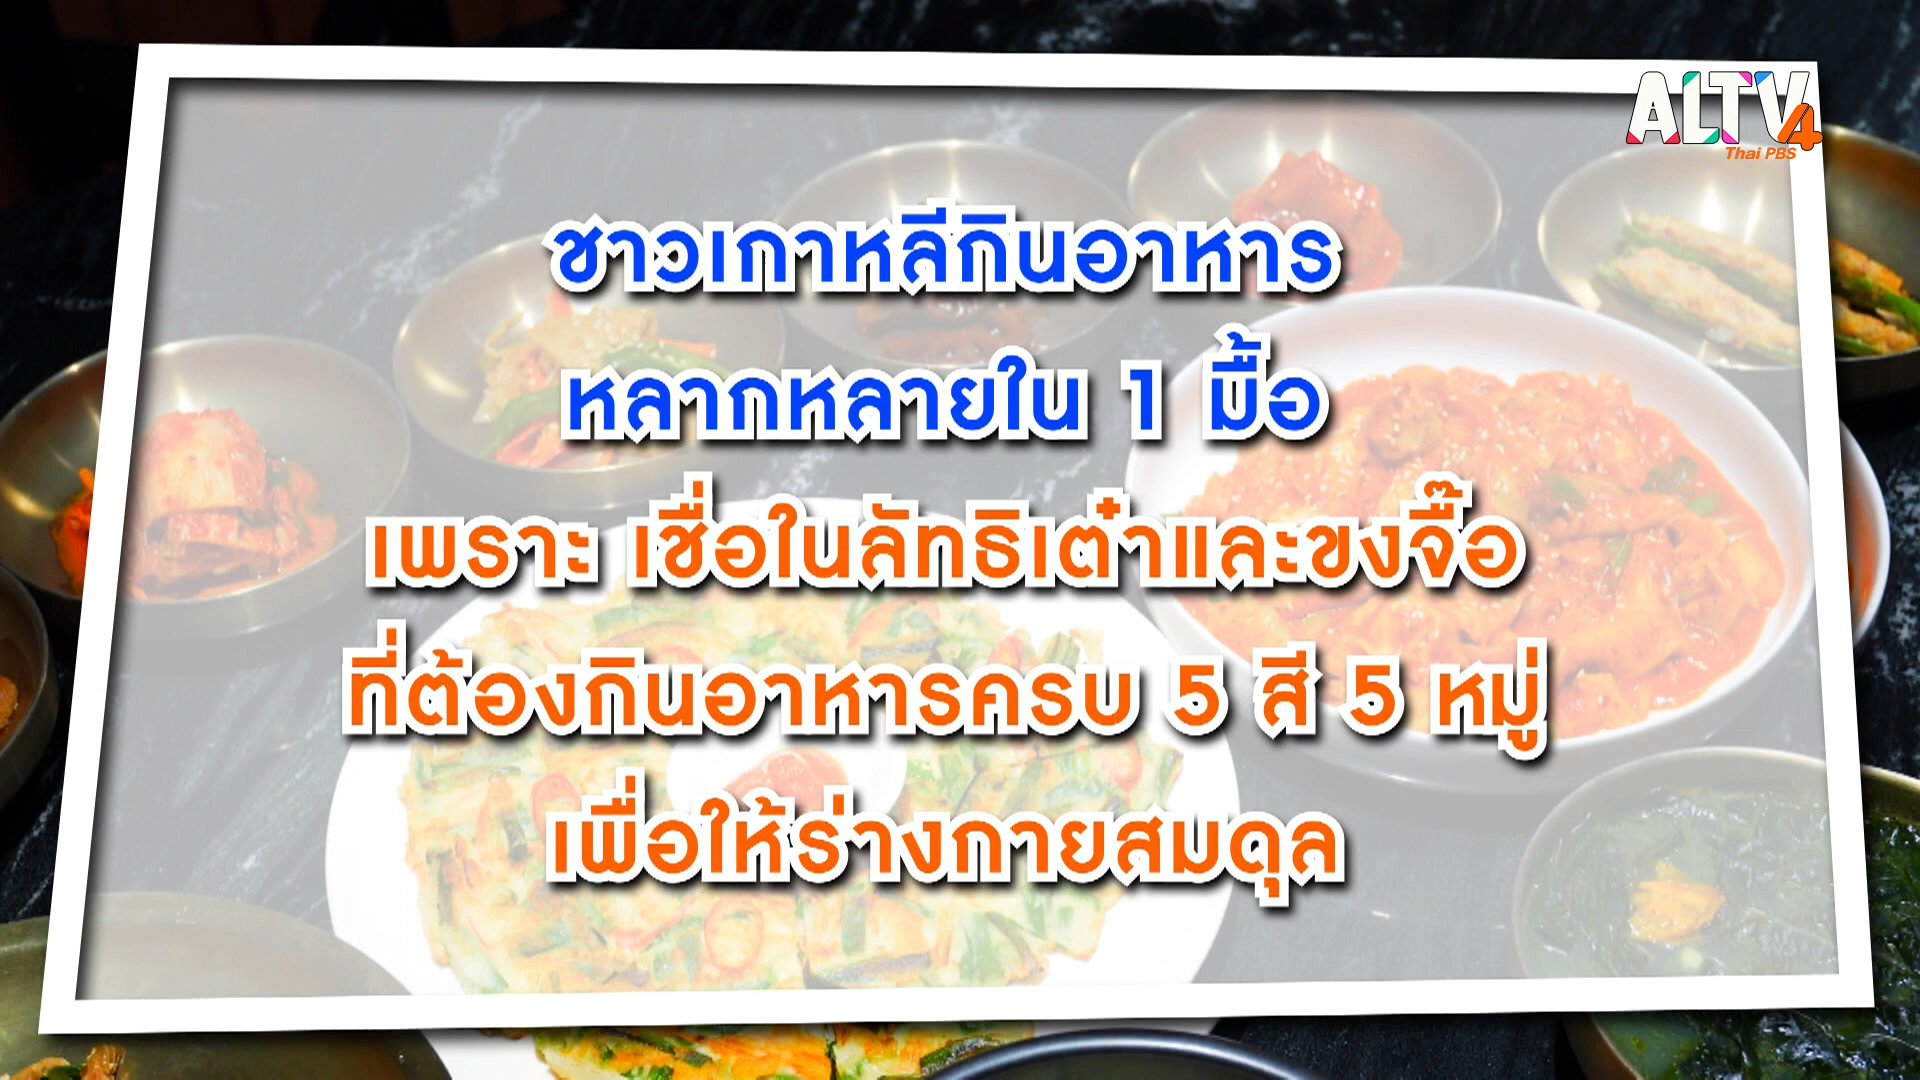 ALTV4
Thai PBS
ชาวเกาหลีกินอาหาร
หลากหลายใน 1 มื้อ
เพราะ เชื่อในลัทธิเต๋าและขงจื๊อ
ที่ต้องกินอาหารครบ 5 สี 5 หมู่
เพื่อให้ร่างกายสมดุล